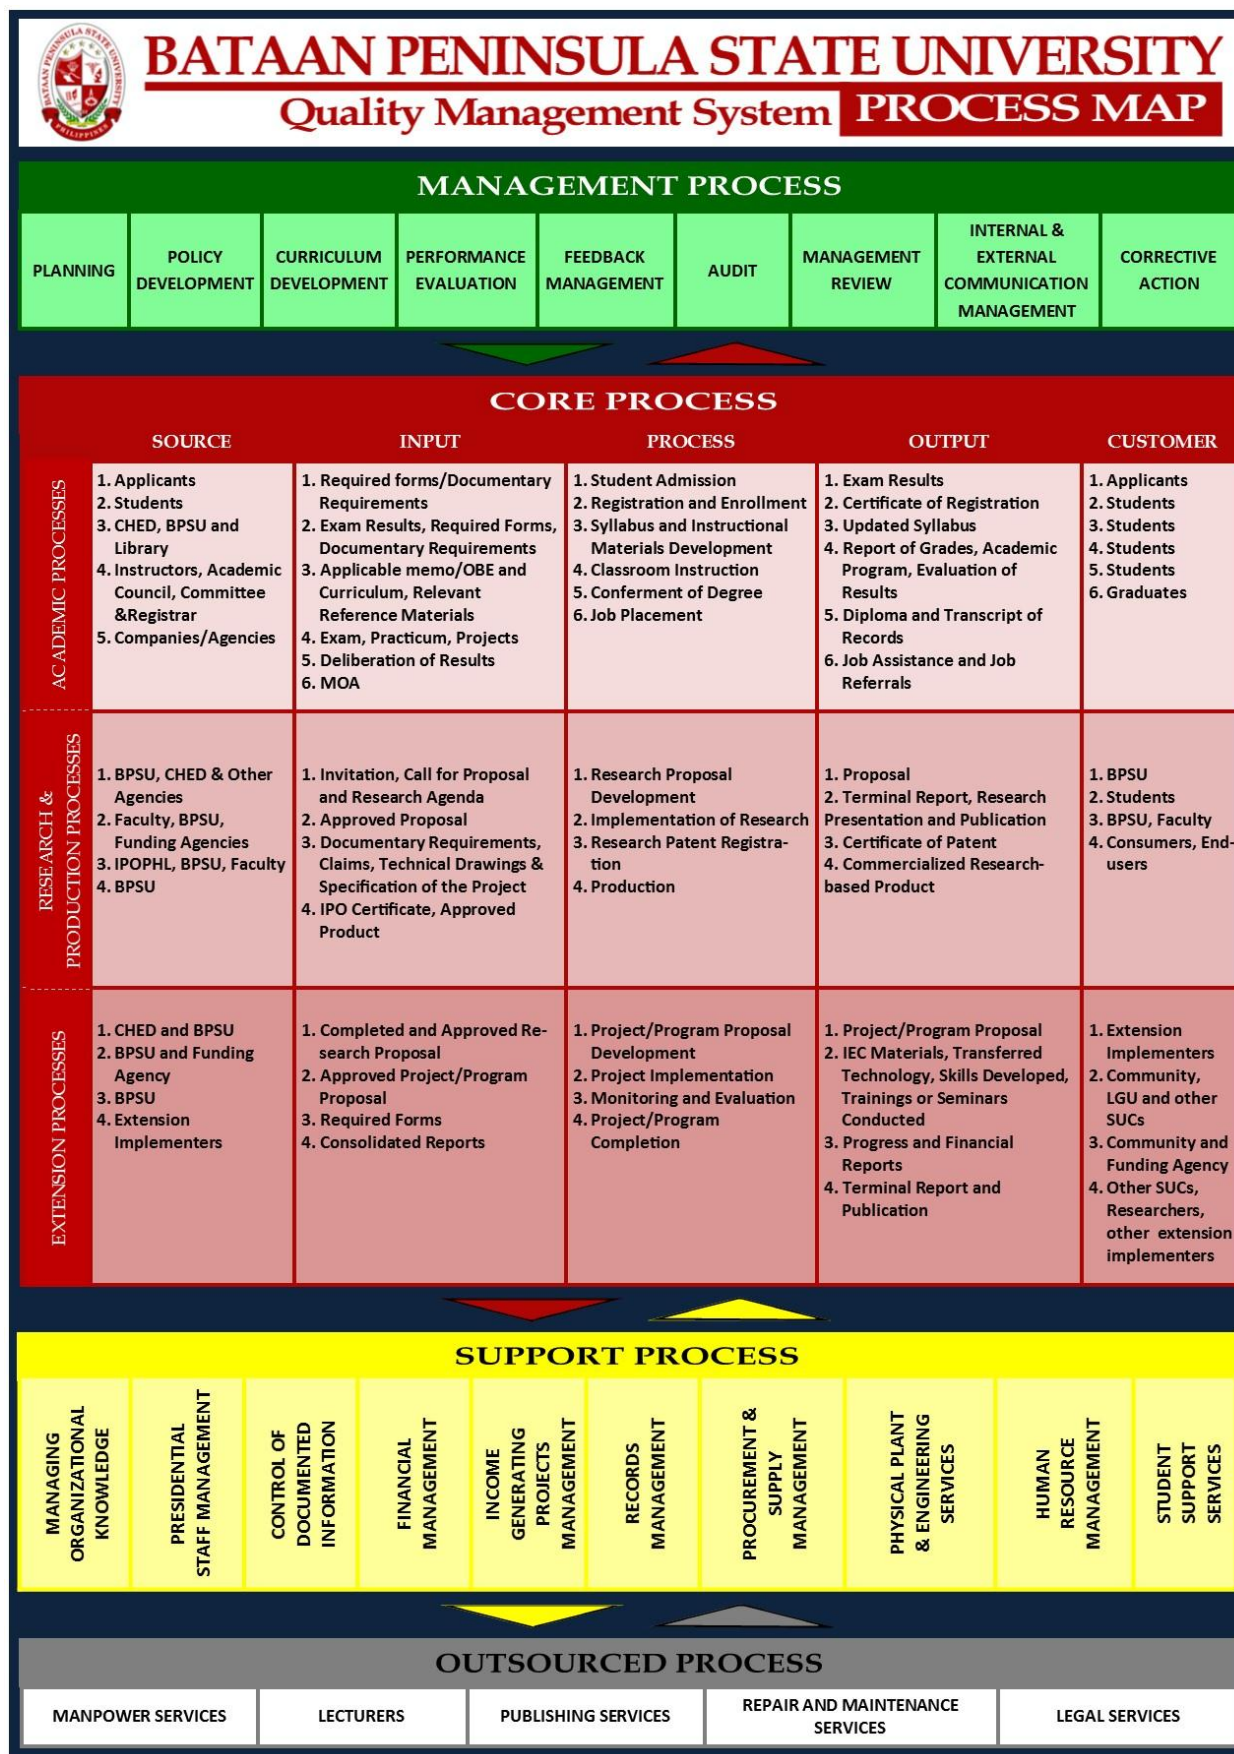 BATAAN PENINSULA STATE UNIVERSITY
Quality Management System PROCESS MAP
BATAAN PENINSULA STATE UNIVERSITY
PHILIPPINES
MANAGEMENT PROCESS
PLANNING
POLICY
DEVELOPMENT
CURRICULUM
DEVELOPMENT
PERFORMANCE
EVALUATION
FEEDBACK
MANAGEMENT
AUDIT
MANAGEMENT
REVIEW
INTERNAL &
EXTERNAL
COMMUNICATION
MANAGEMENT
CORRECTIVE
ACTION
CORE PROCESS
SOURCE
INPUT
PROCESS
OUTPUT
CUSTOMER
ACADEMIC PROCESSES
1. Applicants
2. Students
3. CHED, BPSU and
Library
4. Instructors, Academic
Council, Committee
&Registrar
5. Companies/Agencies
1. Required forms/Documentary
Requirements
2. Exam Results, Required Forms,
Documentary Requirements
3. Applicable memo/OBE and
Curriculum, Relevant
Reference Materials
4. Exam, Practicum, Projects
5. Deliberation of Results
6. MOA
1. Student Admission
2. Registration and Enrollment
3. Syllabus and Instructional
Materials Development
4. Classroom Instruction
5. Conferment of Degree
6. Job Placement
1. Exam Results
2. Certificate of Registration
3. Updated Syllabus
4. Report of Grades, Academic
Program, Evaluation of
Results
5. Diploma and Transcript of
Records
6. Job Assistance and Job
Referrals
1. Applicants
2. Students
3. Students
4. Students
5. Students
6. Graduates
RESEARCH &
PRODUCTION PROCESSES
1. BPSU, CHED & Other
Agencies
2. Faculty, BPSU,
Funding Agencies
3. IPOPHL, BPSU, Faculty
4. BPSU
1. Invitation, Call for Proposal
and Research Agenda
2. Approved Proposal
3. Documentary Requirements,
Claims, Technical Drawings &
Specification of the Project
4. IPO Certificate, Approved
Product
1. Research Proposal
Development
2. Implementation of Research
3. Research Patent Registra-
tion
4. Production
1. Proposal
2. Terminal Report, Research
Presentation and Publication
3. Certificate of Patent
4. Commercialized Research-
based Product
1. BPSU
2. Students
3. BPSU, Faculty
4. Consumers, End-
users
EXTENSION PROCESSES
1. CHED and BPSU
2. BPSU and Funding
Agency
3. BPSU
4. Extension
Implementers
1. Completed and Approved Re-
search Proposal
2. Approved Project/Program
Proposal
3. Required Forms
4. Consolidated Reports
1. Project/Program Proposal
Development
2. Project Implementation
3. Monitoring and Evaluation
4. Project/Program
Completion
1. Project/Program Proposal
2. IEC Materials, Transferred
Technology, Skills Developed,
Trainings or Seminars
Conducted
3. Progress and Financial
Reports
4. Terminal Report and
Publication
1. Extension
Implementers
2. Community,
LGU and other
SUCs
3. Community and
Funding Agency
4. Other SUCs,
Researchers,
other extension
implementers
SUPPORT PROCESS
MANAGING
ORGANIZATIONAL
KNOWLEDGE
PRESIDENTIAL
STAFF MANAGEMENT
CONTROL OF
DOCUMENTED
INFORMATION
FINANCIAL
MANAGEMENT
INCOME
GENERATING
PROJECTS
MANAGEMENT
RECORDS
MANAGEMENT
PROCUREMENT &
SUPPLY
MANAGEMENT
PHYSICAL PLANT
& ENGINEERING
SERVICES
HUMAN
RESOURCE
MANAGEMENT
STUDENT
SUPPORT
SERVICES
OUTSOURCED PROCESS
MANPOWER SERVICES
LECTURERS
PUBLISHING SERVICES
REPAIR AND MAINTENANCE
SERVICES
LEGAL SERVICES